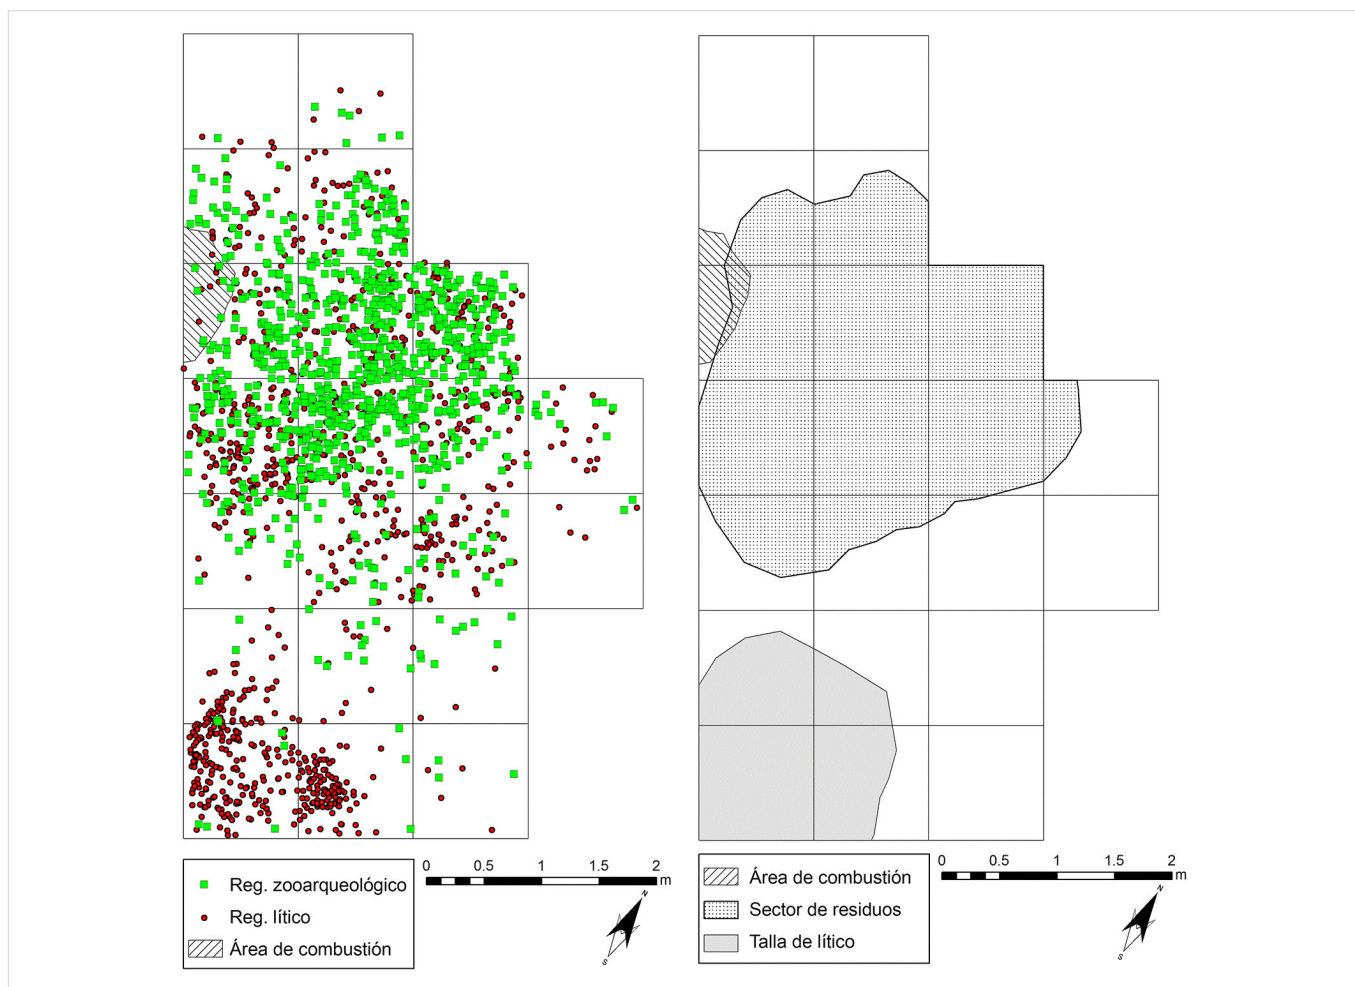 Reg. zooarqueológico
Reg. lítico
Área de combustión
0 0.5 1 1.5 2
m
N
S
Área de combustión
Sector de residuos
Talla de lítico
0 0.5 1 1.5 2
m
N
S